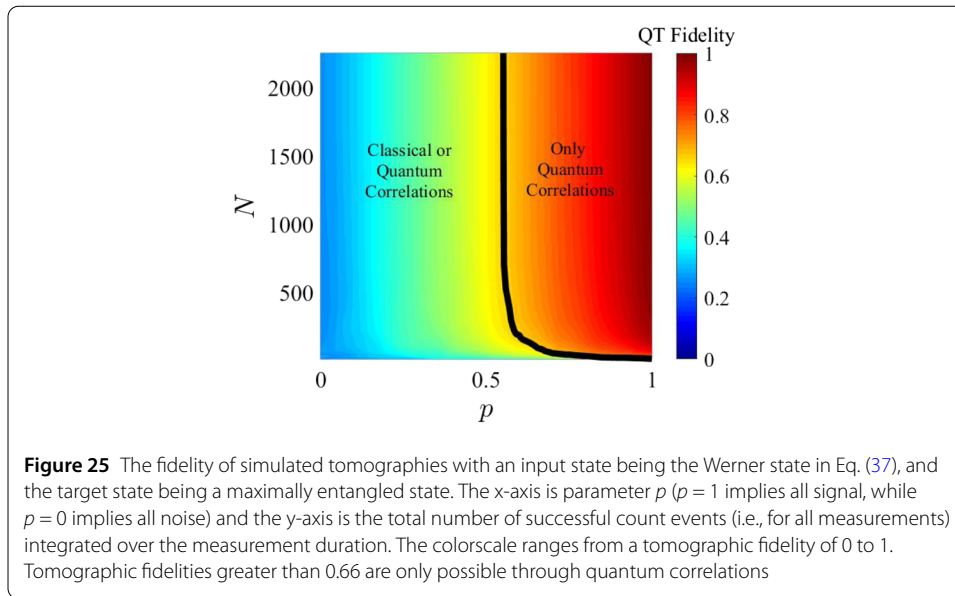 QT Fidelity
1
0.8
0.6
0.4
0.2
0
2000
1500
1000
500
N
Classical or
Quantum
Correlations
Only
Quantum
Correlations
0
0.5
1
p
Figure 25 The fidelity of simulated tomographies with an input state being the Werner state in Eq. (37), and
the target state being a maximally entangled state. The x-axis is parameter p (p = 1 implies all signal, while
p = 0 implies all noise) and the y-axis is the total number of successful count events (i.e., for all measurements)
integrated over the measurement duration. The colorscale ranges from a tomographic fidelity of 0 to 1.
Tomographic fidelities greater than 0.66 are only possible through quantum correlations